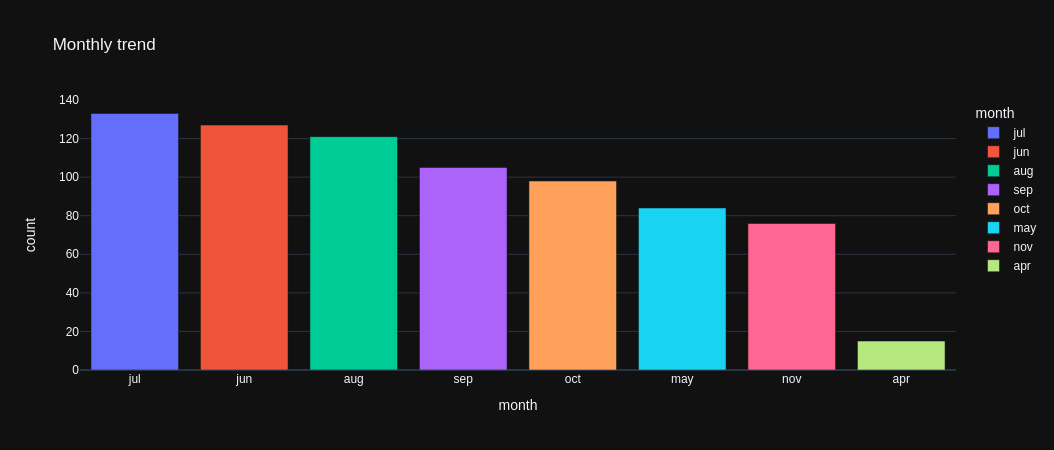 Monthly trend
140
120
100
80
60
40
20
0
count
jul jun aug sep oct may nov apr
month
month
jul
jun
aug
sep
oct
may
nov
apr